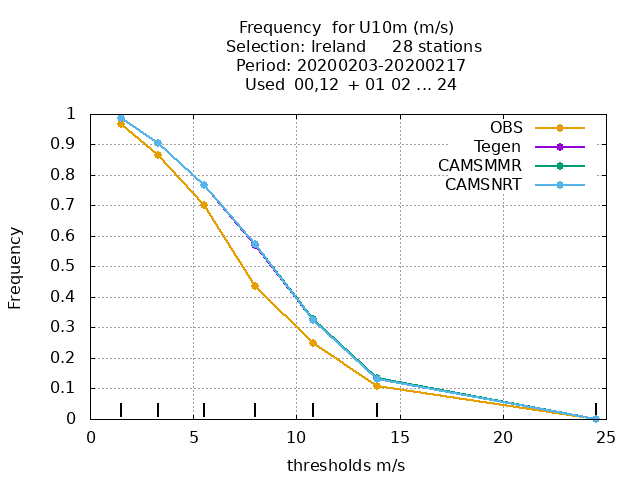 Frequency  for U10m (m/s)
Selection: Ireland     28 stations
Period: 20200203-20200217
Used  00,12  + 01 02 ... 24
OBS
Tegen
CAMSMMR
CAMSNRT
1
0.9
0.8
0.7
0.6
0.5
0.4
0.3
0.2
0.1
0
Frequency
0 5 10 15 20 25
thresholds m/s